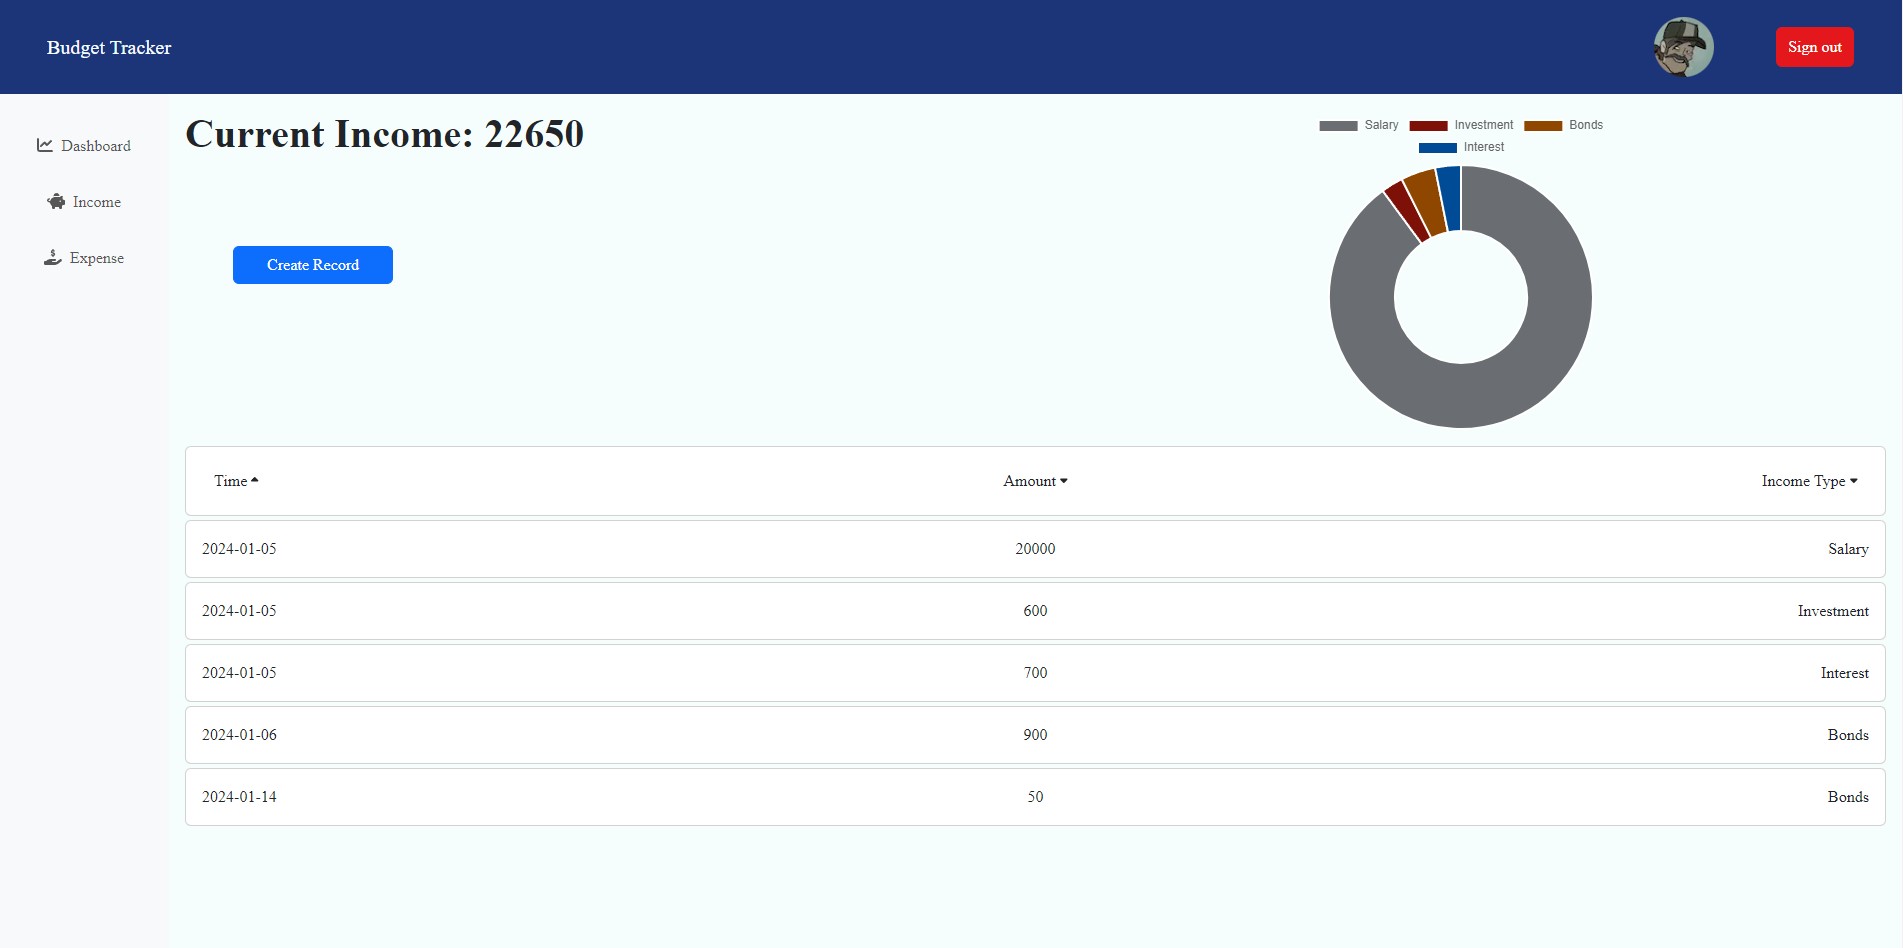 Budget Tracker
Sign out
Dashboard
Income
Expense
Current Income: 22650
Create Record
Salary Investment Bonds
Interest
Time Amount Income Type
2024-01-05 20000 Salary
2024-01-05 600 Investment
2024-01-05 700 Interest
2024-01-06 900 Bonds
2024-01-14 50 Bonds